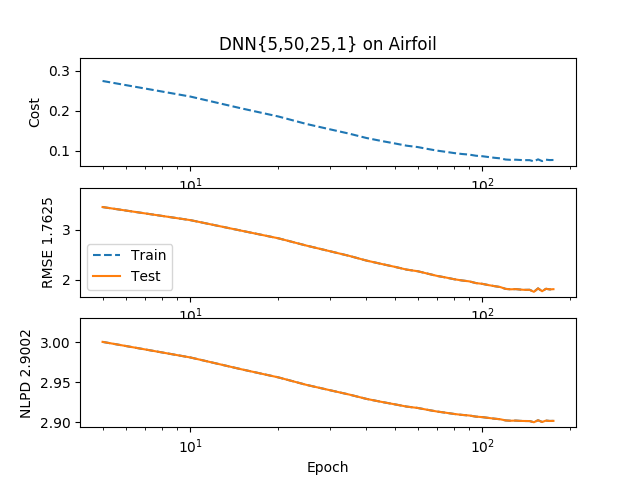 DNN{5,50,25,1} on Airfoil
0.3
0.2
0.1
Cost
10^1
10^2
3
2
RMSE 1.7625
Train
Test
10^1
10^2
3.00
2.95
2.90
NLPD 2.9002
10^1
10^2
Epoch